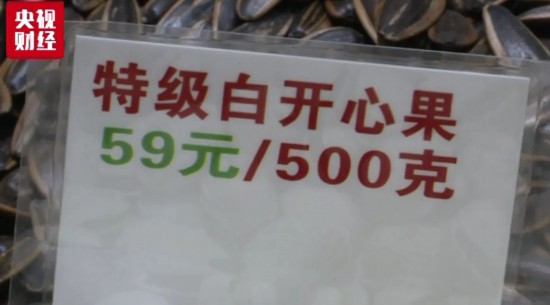 央视
财经
特级白开心果
59元/500克